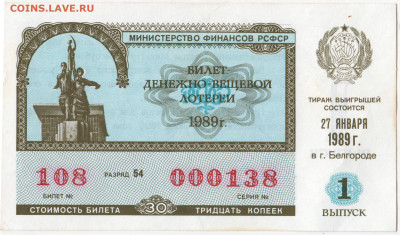 COINS.LAVE.RU
МИНИСТЕРСТВО ФИНАНСОВ РСФСР
БИЛЕТ
ДЕНЕЖНО-ВЕЩЕВОЙ
ЛОТЕРЕИ
1989г.
108
РАЗРЯД 54
000138
БИЛЕТ №
СЕРИЯ №
СТОИМОСТЬ БИЛЕТА
30
ТРИДЦАТЬ КОПЕЕК
ТИРАЖ ВЫИГРЫШЕЙ
СОСТОИТСЯ
27 ЯНВАРЯ
1989 г.
в г. Белгороде
1
ВЫПУСК